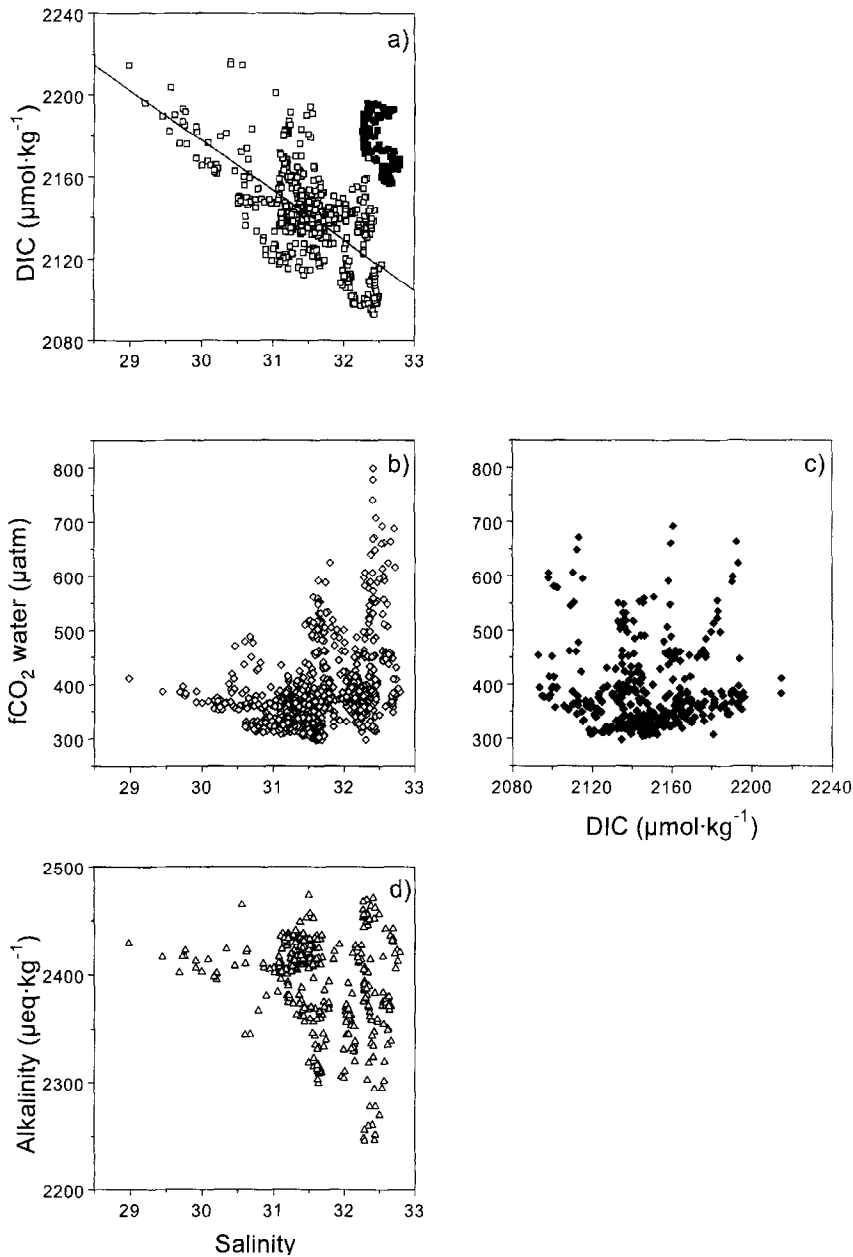 a)
DIC (µmol·kg⁻¹)
2240
2200
2160
2120
2080
29 30 31 32 33
b)
fCO₂ water (µatm)
800
700
600
500
400
300
29 30 31 32 33
c)
800
700
600
500
400
300
2080 2120 2160 2200 2240
DIC (µmol·kg⁻¹)
d)
Alkalinity (µeq·kg⁻¹)
2500
2400
2300
2200
29 30 31 32 33
Salinity